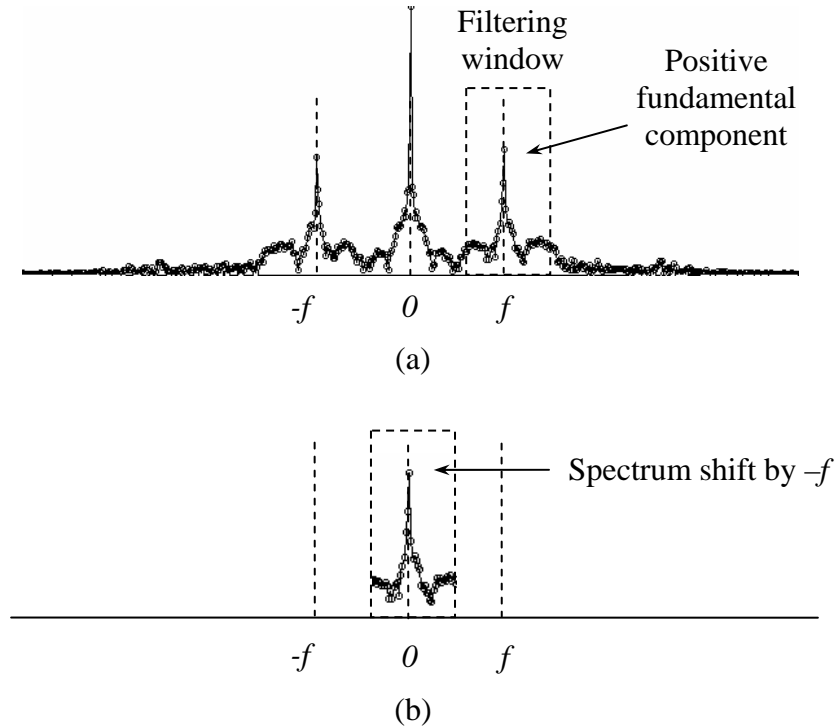 Filtering
window
Positive
fundamental
component
-f
0
f
(a)
Spectrum shift by –f
-f
0
f
(b)